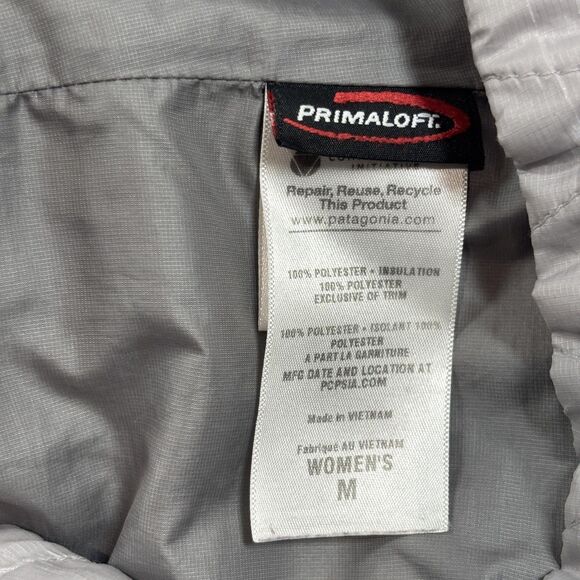 PRIMALOFT.
INITIATIVE
Repair, Reuse, Recycle
This Product
www.patagonia.com
100% POLYESTER • INSULATION
100% POLYESTER
EXCLUSIVE OF TRIM
100% POLYESTER • ISOLANT 100%
POLYESTER
A PART LA GARNITURE
MFG DATE AND LOCATION AT
PCPSIA.COM
Made in VIETNAM
Fabriqué AU VIETNAM
WOMEN'S
M